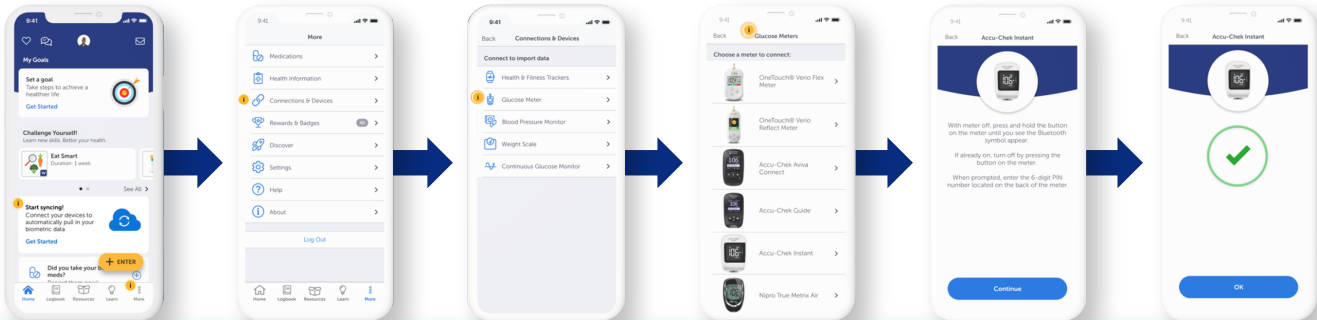 9:41
My Goals
Set a goal
Take steps to achieve a
healthier life
Get Started
Challenge Yourself!
Learn new skills. Better your health.
Eat Smart
Duration: 1 week
See All
Start syncing!
Connect your devices to
automatically pull in your
biometric data
Get Started
+ ENTER
Did you take your
meds?
Home
Logbook
Resources
Learn
More
9:41
More
Medications
Health Information
Connections & Devices
Rewards & Badges
Discover
Settings
Help
About
Log Out
Home
Logbook
Resources
Learn
More
9:41
Back
Connections & Devices
Connect to import data
Health & Fitness Trackers
Glucose Meter
Blood Pressure Monitor
Weight Scale
Continuous Glucose Monitor
9:41
Back
Glucose Meters
Choose a meter to connect:
OneTouch® Verio Flex
Meter
OneTouch® Verio
Reflect Meter
Accu-Chek Aviva
Connect
Accu-Chek Guide
Accu-Chek Instant
Nipro True Metrix Air
9:41
Back
Accu-Chek Instant
With meter off, press and hold the button
on the meter until you see the Bluetooth
symbol appear.
If already on, turn off by pressing the
button on the meter.
When prompted, enter the 6-digit PIN
number located on the back of the meter.
Continue
9:41
Back
Accu-Chek Instant
OK